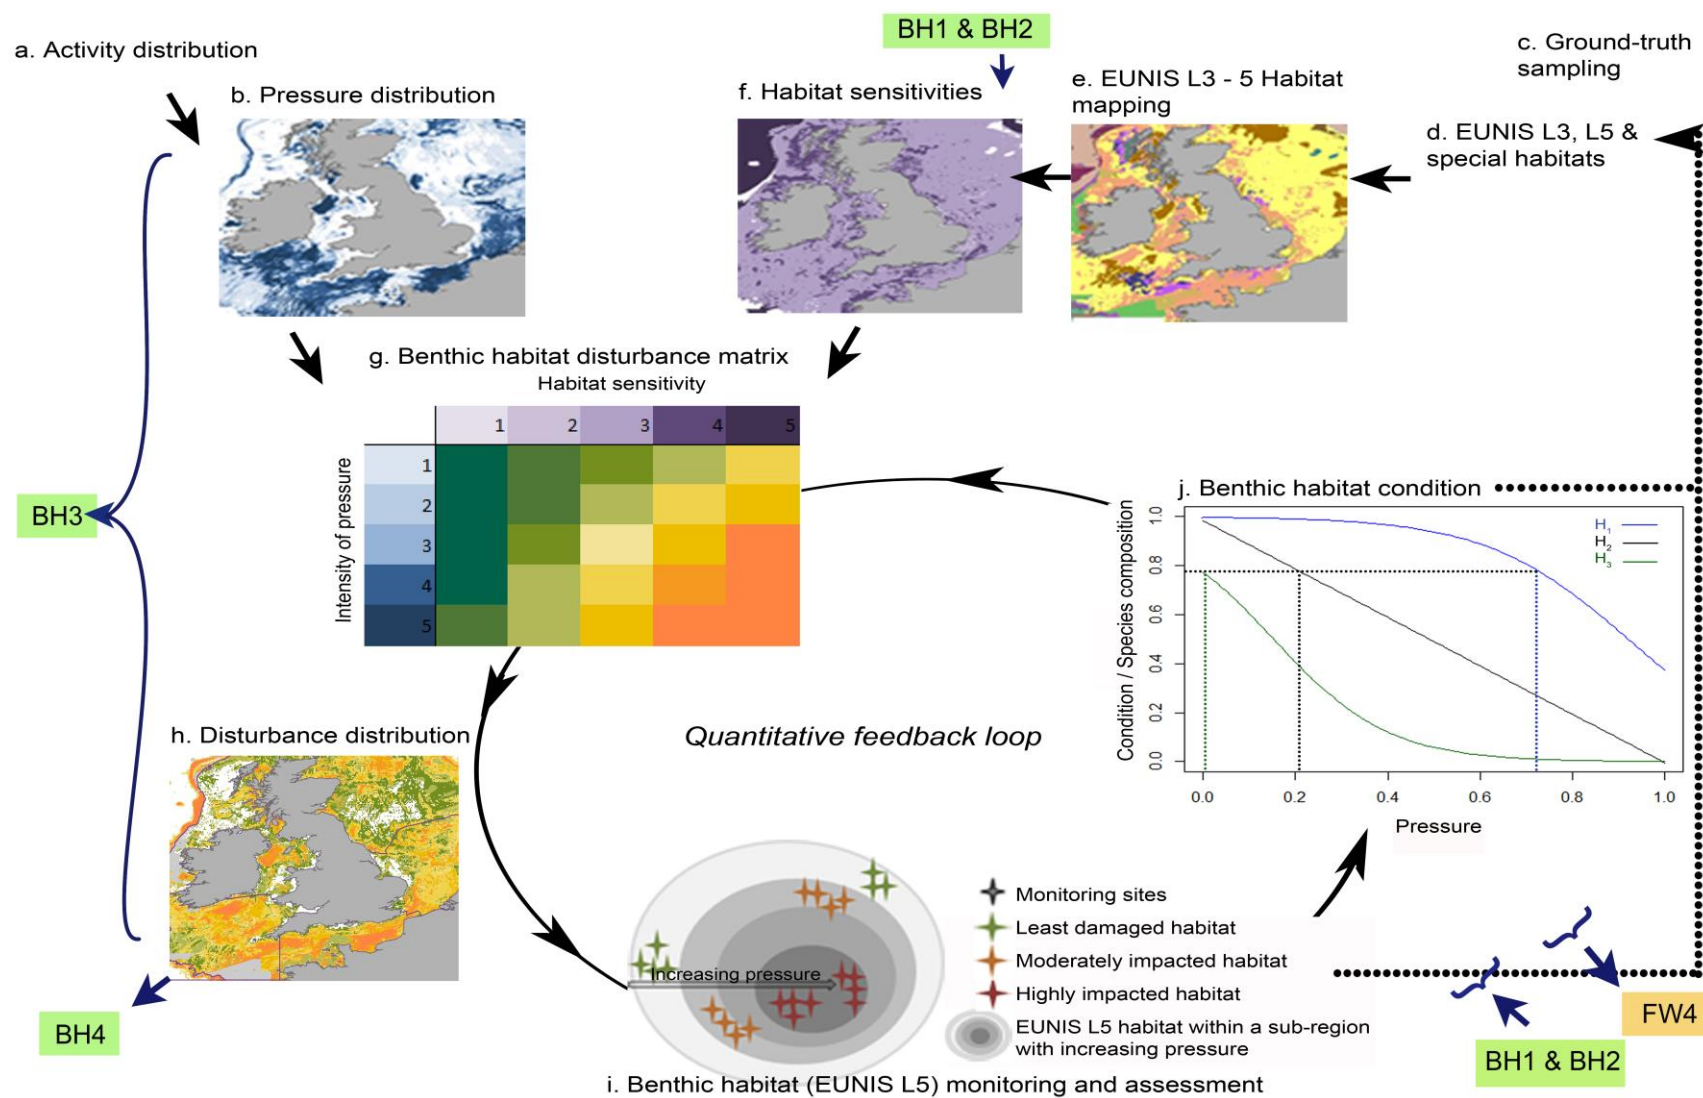 BH1 & BH2
a. Activity distribution
c. Ground-truth
sampling
b. Pressure distribution
f. Habitat sensitivities
e. EUNIS L3 - 5 Habitat
mapping
d. EUNIS L3, L5 &
special habitats
g. Benthic habitat disturbance matrix
Habitat sensitivity
1 2 3 4 5
Intensity of pressure
1
2
3
4
5
BH3
j. Benthic habitat condition
Condition / Species composition
1.0
0.8
0.6
0.4
0.2
0.0
H1
H2
H3
0.0 0.2 0.4 0.6 0.8 1.0
Pressure
h. Disturbance distribution
Quantitative feedback loop
BH4
Increasing pressure
Monitoring sites
Least damaged habitat
Moderately impacted habitat
Highly impacted habitat
EUNIS L5 habitat within a sub-region
with increasing pressure
i. Benthic habitat (EUNIS L5) monitoring and assessment
FW4
BH1 & BH2